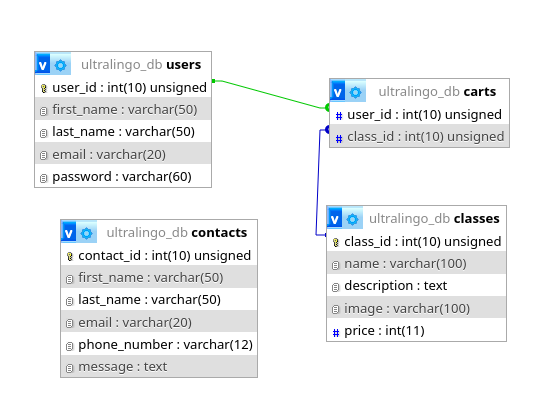 v ultralingo_db users
user_id : int(10) unsigned
first_name : varchar(50)
last_name : varchar(50)
email : varchar(20)
password : varchar(60)
v ultralingo_db carts
# user_id : int(10) unsigned
# class_id : int(10) unsigned
v ultralingo_db contacts
contact_id : int(10) unsigned
first_name : varchar(50)
last_name : varchar(50)
email : varchar(20)
phone_number : varchar(12)
message : text
v ultralingo_db classes
class_id : int(10) unsigned
name : varchar(100)
description : text
image : varchar(100)
# price : int(11)